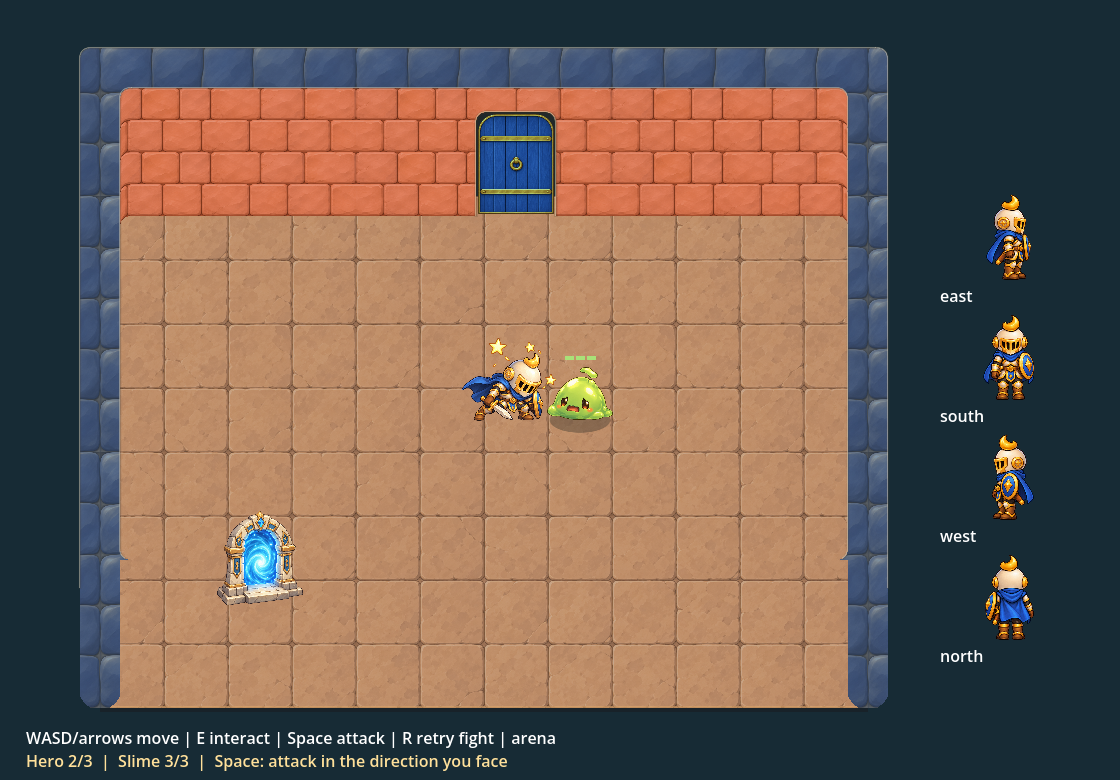 east
south
west
north
WASD/arrows move | E interact | Space attack | R retry fight | arena
Hero 2/3 | Slime 3/3 | Space: attack in the direction you face